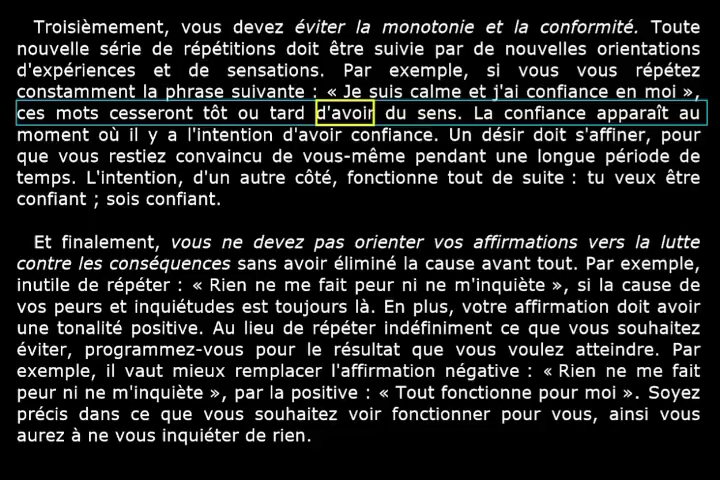 Troisièmement, vous devez éviter la monotonie et la conformité. Toute
nouvelle série de répétitions doit être suivie par de nouvelles orientations
d'expériences et de sensations. Par exemple, si vous vous répétez
constamment la phrase suivante : « Je suis calme et j'ai confiance en moi »,
ces mots cesseront tôt ou tard d'avoir du sens. La confiance apparaît au
moment où il y a l'intention d'avoir confiance. Un désir doit s'affiner, pour
que vous restiez convaincu de vous-même pendant une longue période de
temps. L'intention, d'un autre côté, fonctionne tout de suite : tu veux être
confiant ; sois confiant.
Et finalement, vous ne devez pas orienter vos affirmations vers la lutte
contre les conséquences sans avoir éliminé la cause avant tout. Par exemple,
inutile de répéter : « Rien ne me fait peur ni ne m'inquiète », si la cause de
vos peurs et inquiétudes est toujours là. En plus, votre affirmation doit avoir
une tonalité positive. Au lieu de répéter indéfiniment ce que vous souhaitez
éviter, programmez-vous pour le résultat que vous voulez atteindre. Par
exemple, il vaut mieux remplacer l'affirmation négative : « Rien ne me fait
peur ni ne m'inquiète », par la positive : « Tout fonctionne pour moi ». Soyez
précis dans ce que vous souhaitez voir fonctionner pour vous, ainsi vous
aurez à ne vous inquiéter de rien.